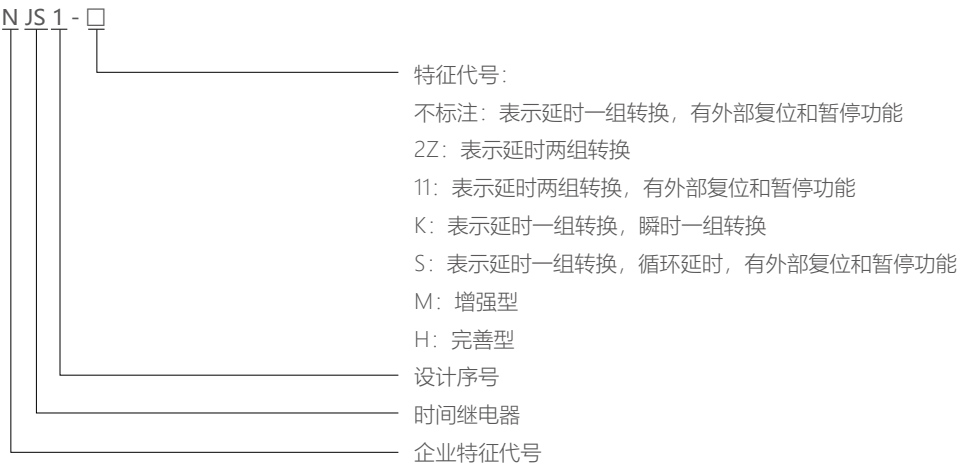 NJS1-□
特征代号：
不标注：表示延时一组转换，有外部复位和暂停功能
2Z：表示延时两组转换
11：表示延时两组转换，有外部复位和暂停功能
K：表示延时一组转换，瞬时一组转换
S：表示延时一组转换，循环延时，有外部复位和暂停功能
M：增强型
H：完善型
设计序号
时间继电器
企业特征代号